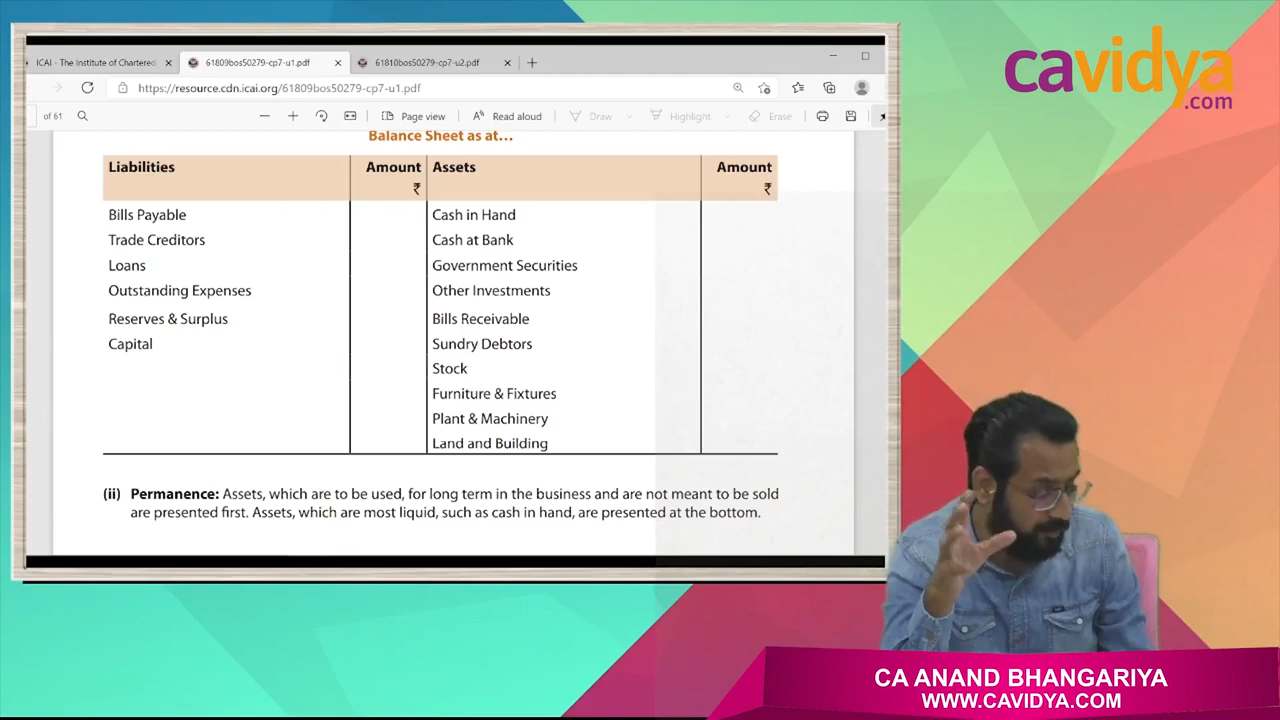 cavidya
.com
ICAI - The Institute of Chartered
61809bos50279-cp7-u1.pdf
61810bos50279-cp7-u2.pdf
https://resource.cdn.icai.org/61809bos50279-cp7-u1.pdf
of 61
Page view
Read aloud
Draw
Highlight
Erase
Balance Sheet as at...
Liabilities Amount Assets Amount
₹ ₹
Bills Payable Cash in Hand
Trade Creditors Cash at Bank
Loans Government Securities
Outstanding Expenses Other Investments
Reserves & Surplus Bills Receivable
Capital Sundry Debtors
Stock
Furniture & Fixtures
Plant & Machinery
Land and Building
(ii) Permanence: Assets, which are to be used, for long term in the business and are not meant to be sold
are presented first. Assets, which are most liquid, such as cash in hand, are presented at the bottom.
CA ANAND BHANGARIYA
WWW.CAVIDYA.COM